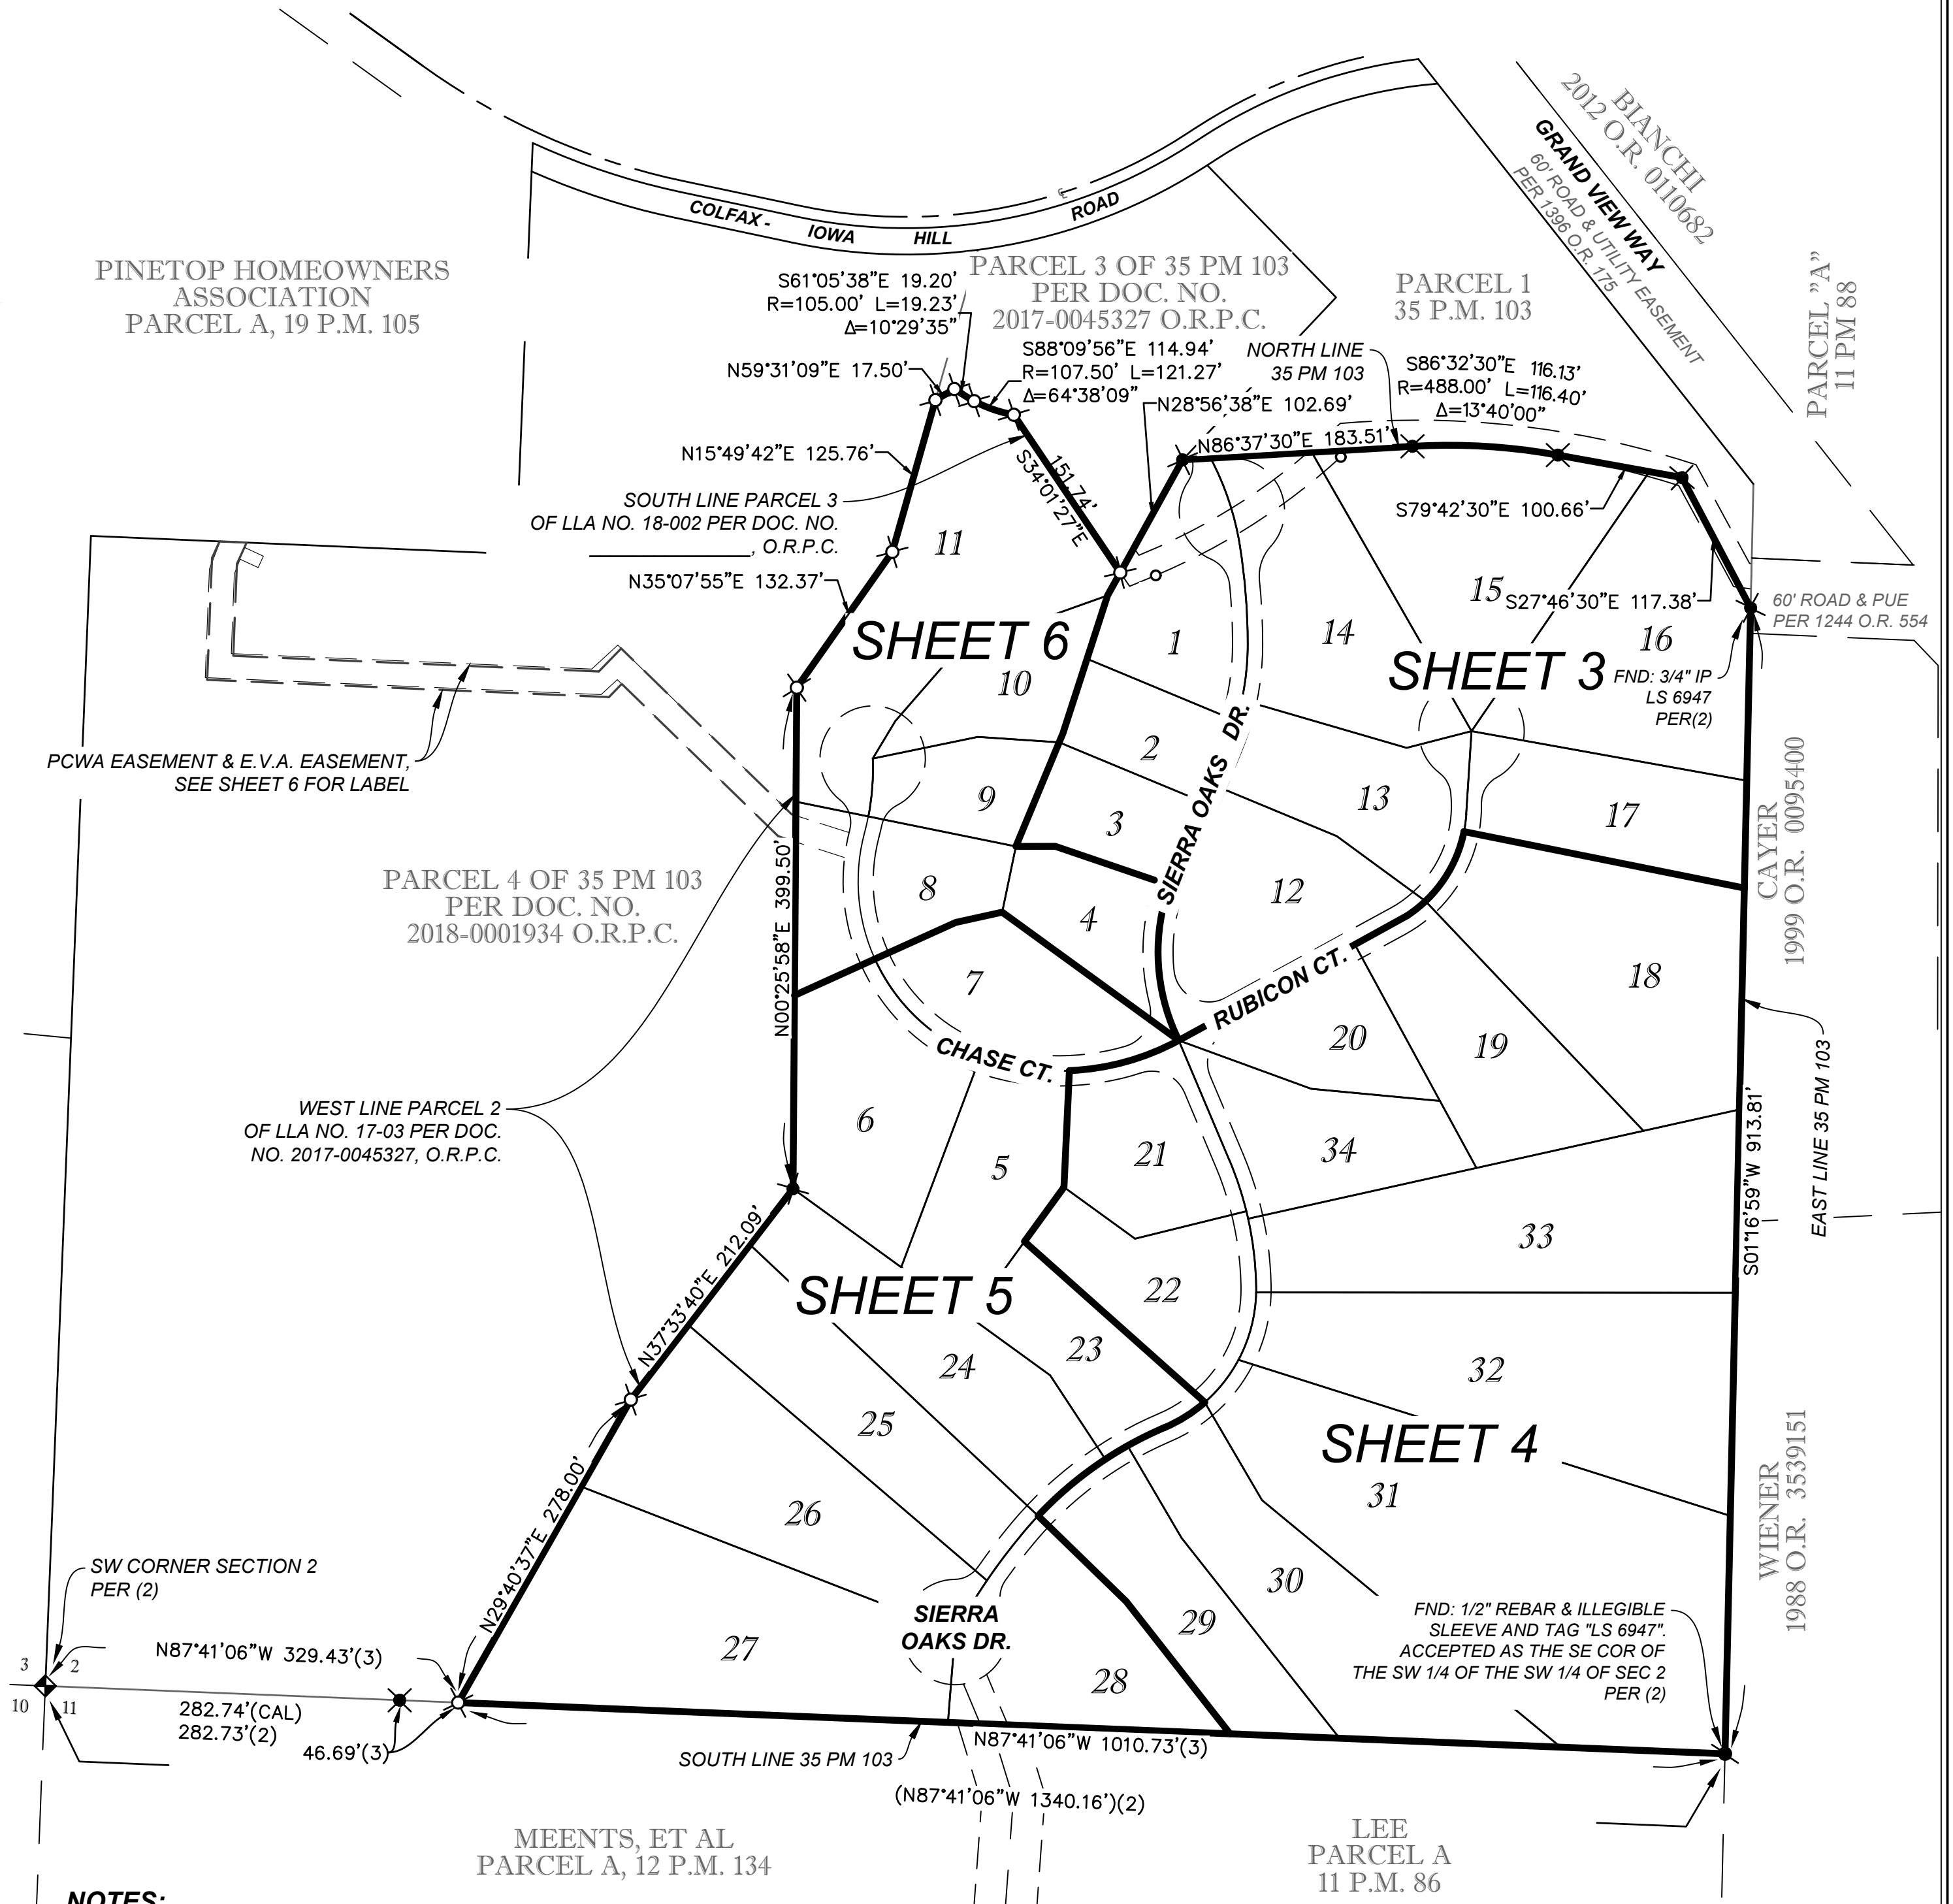 BIANCHI
2012 O.R. 0110682
GRAND VIEW WAY
60' ROAD & UTILITY EASEMENT
PER 1396 O.R. 175
PARCEL "A"
11 PM 88
COLFAX - IOWA HILL ROAD
PINETOP HOMEOWNERS
ASSOCIATION
PARCEL A, 19 P.M. 105
S61°05'38"E 19.20'
R=105.00' L=19.23'
Δ=10°29'35"
PARCEL 3 OF 35 PM 103
PER DOC. NO.
2017-0045327 O.R.P.C.
PARCEL 1
35 P.M. 103
N59°31'09"E 17.50'
S88°09'56"E 114.94'
R=107.50' L=121.27'
Δ=64°38'09"
NORTH LINE
35 PM 103
S86°32'30"E 116.13'
R=488.00' L=116.40'
Δ=13°40'00"
N28°56'38"E 102.69'
N86°37'30"E 183.51'
N15°49'42"E 125.76'
151.74'
S34°01'27"E
SOUTH LINE PARCEL 3
OF LLA NO. 18-002 PER DOC. NO.
, O.R.P.C.
S79°42'30"E 100.66'
N35°07'55"E 132.37'
11
15
S27°46'30"E 117.38'
60' ROAD & PUE
PER 1244 O.R. 554
SHEET 6
10
1
14
SHEET 3
16
FND: 3/4" IP
LS 6947
PER(2)
2
SIERRA OAKS DR.
PCWA EASEMENT & E.V.A. EASEMENT,
SEE SHEET 6 FOR LABEL
9
3
13
17
CAYER
1999 O.R. 0095400
PARCEL 4 OF 35 PM 103
PER DOC. NO.
2018-0001934 O.R.P.C.
N00°25'58"E 399.50'
8
4
12
7
18
RUBICON CT.
CHASE CT.
20
19
EAST LINE 35 PM 103
WEST LINE PARCEL 2
OF LLA NO. 17-03 PER DOC.
NO. 2017-0045327, O.R.P.C.
6
5
21
34
S01°16'59"W 913.81'
33
N37°33'40"E 212.09'
SHEET 5
22
23
24
32
25
SHEET 4
31
WIENER
1988 O.R. 3539151
N29°40'37"E 278.00'
26
30
SW CORNER SECTION 2
PER (2)
SIERRA
OAKS DR.
29
FND: 1/2" REBAR & ILLEGIBLE
SLEEVE AND TAG "LS 6947".
ACCEPTED AS THE SE COR OF
THE SW 1/4 OF THE SW 1/4 OF SEC 2
PER (2)
27
28
N87°41'06"W 329.43'(3)
3 2
10 11
282.74'(CAL)
282.73'(2)
46.69'(3)
SOUTH LINE 35 PM 103
N87°41'06"W 1010.73'(3)
(N87°41'06"W 1340.16')(2)
MEENTS, ET AL
PARCEL A, 12 P.M. 134
LEE
PARCEL A
11 P.M. 86
NOTES: